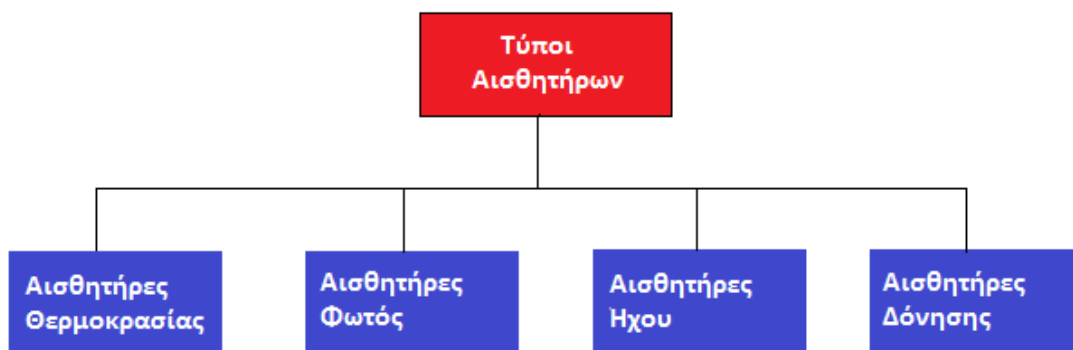 Τύποι
Αισθητήρων
Αισθητήρες
Θερμοκρασίας
Αισθητήρες
Φωτός
Αισθητήρες
Ήχου
Αισθητήρες
Δόνησης